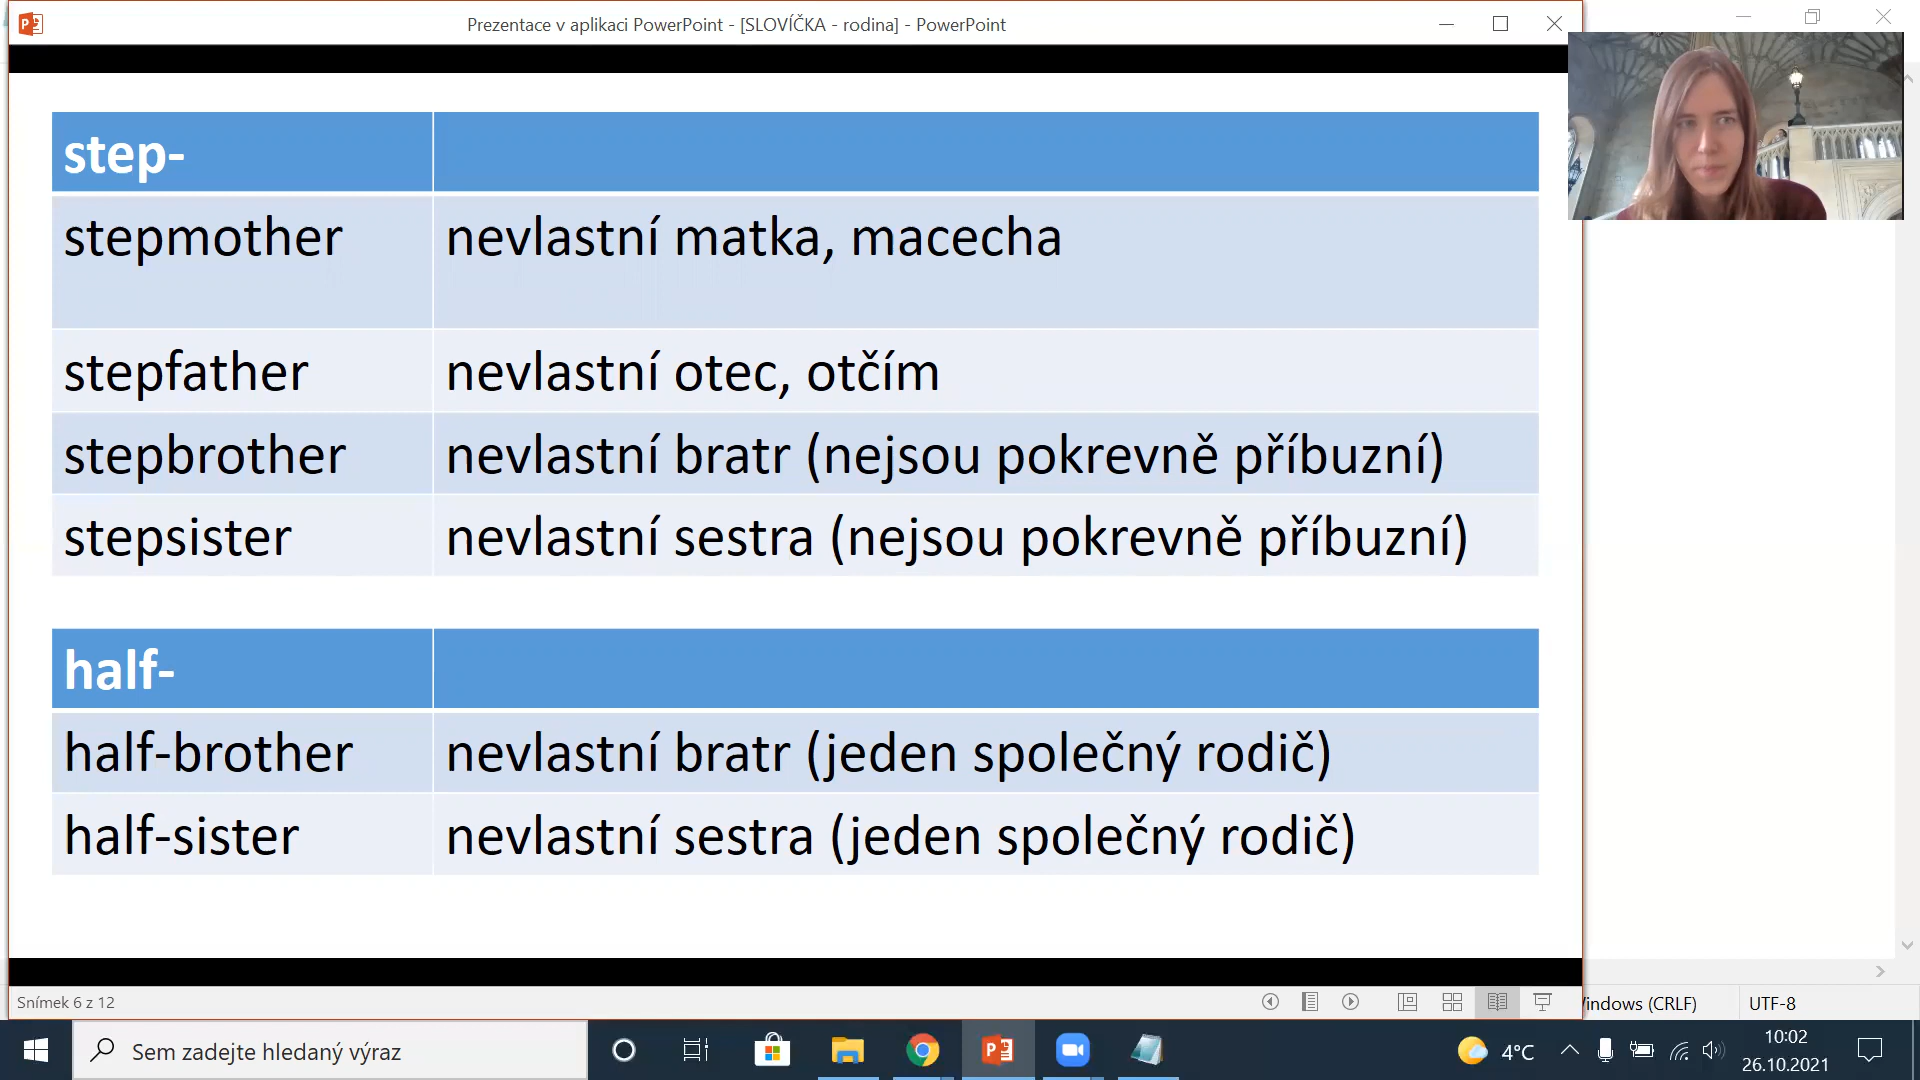 Prezentace v aplikaci PowerPoint - [SLOVÍČKA - rodina] - PowerPoint
step-
stepmother nevlastní matka, macecha
stepfather nevlastní otec, otčím
stepbrother nevlastní bratr (nejsou pokrevně příbuzní)
stepsister nevlastní sestra (nejsou pokrevně příbuzní)
half-
half-brother nevlastní bratr (jeden společný rodič)
half-sister nevlastní sestra (jeden společný rodič)
Snímek 6 z 12
indows (CRLF) UTF-8
Sem zadejte hledaný výraz
4°C
10:02
26.10.2021